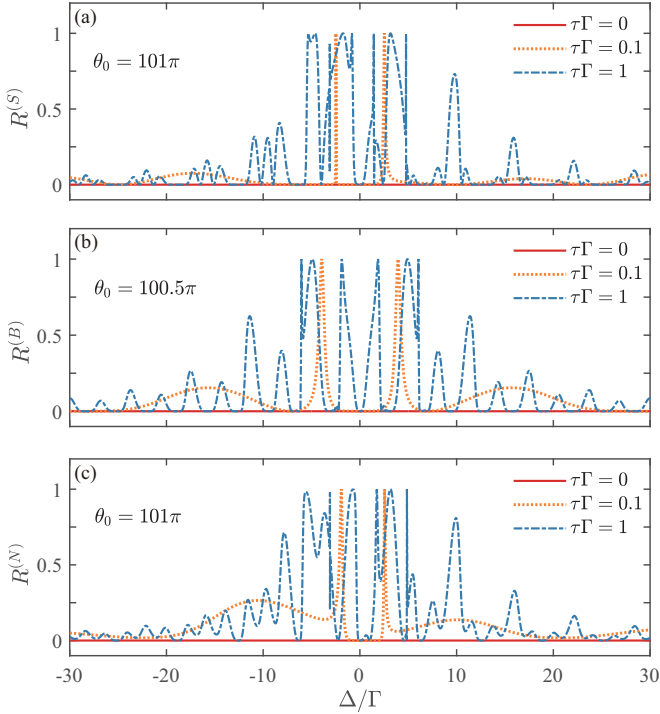 (a)
θ₀ = 101π
τΓ = 0
τΓ = 0.1
τΓ = 1
R⁽ˢ⁾
1
0.5
0
(b)
θ₀ = 100.5π
τΓ = 0
τΓ = 0.1
τΓ = 1
R⁽ᴮ⁾
1
0.5
0
(c)
θ₀ = 101π
τΓ = 0
τΓ = 0.1
τΓ = 1
R⁽ᴺ⁾
1
0.5
0
-30 -20 -10 0 10 20 30
Δ/Γ